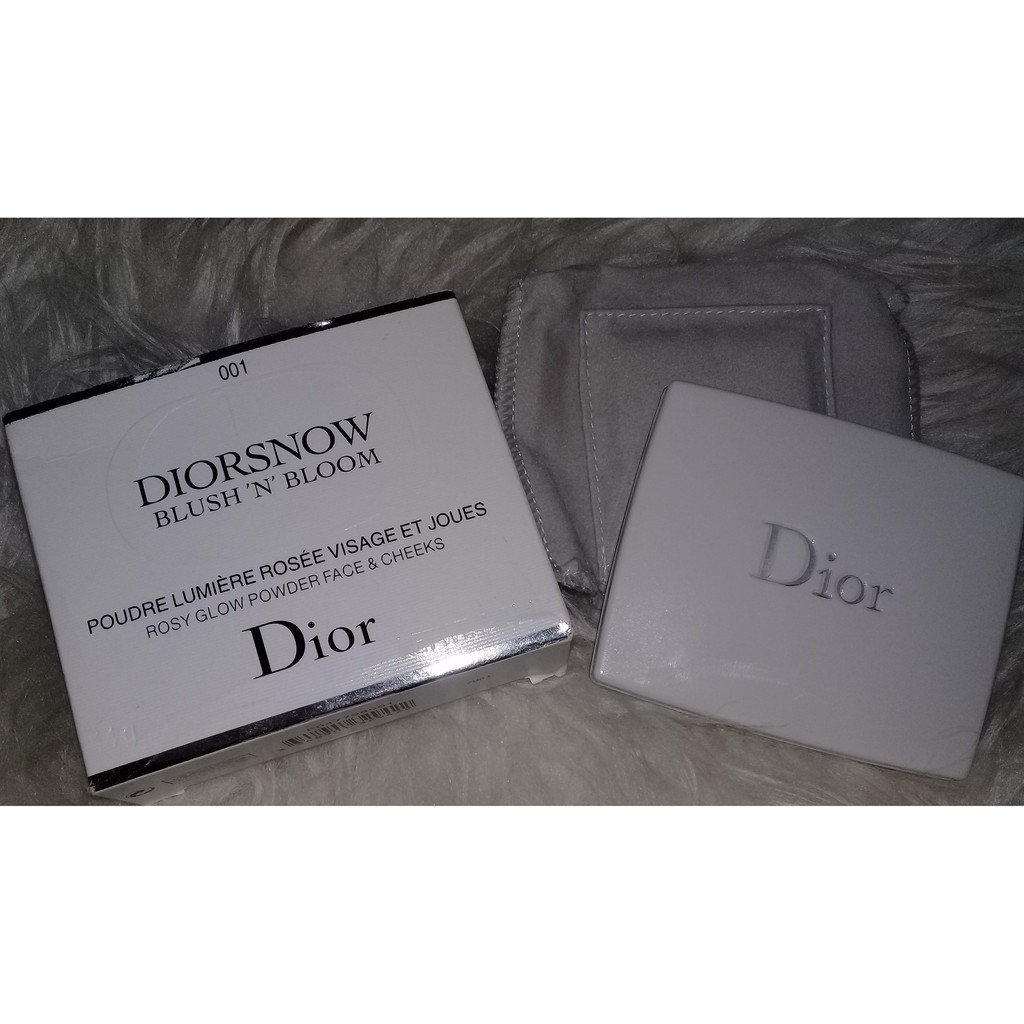 001
DIORSNOW
BLUSH 'N' BLOOM
POUDRE LUMIÈRE ROSÉE VISAGE ET JOUES
ROSY GLOW POWDER FACE & CHEEKS
Dior
Dior